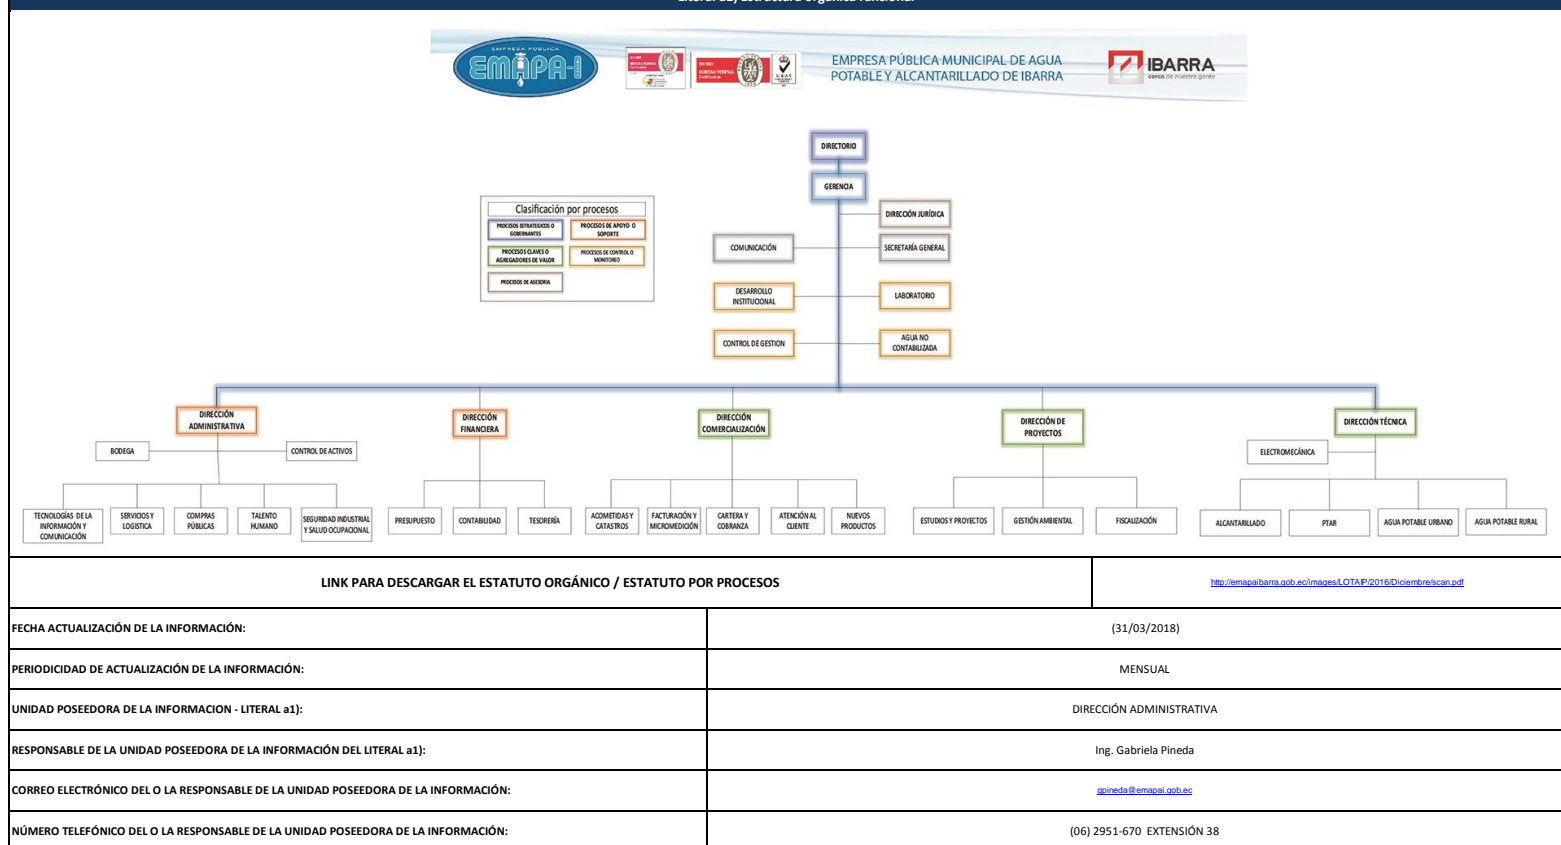 EMPRESA PÚBLICA
EMAPA-I
EMPRESA PÚBLICA MUNICIPAL DE AGUA
POTABLE Y ALCANTARILLADO DE IBARRA
IBARRA
cerca de nuestra gente
DIRECTORIO
GERENCIA
Clasificación por procesos
PROCESOS ESTRATEGICOS O
GOBERNANTES
PROCESOS DE APOYO O
SOPORTE
PROCESOS CLAVES O
AGREGADORES DE VALOR
PROCESOS DE CONTROL O
MONITOREO
PROCESOS DE ASESORIA
DIRECCIÓN JURÍDICA
COMUNICACIÓN
SECRETARÍA GENERAL
DESARROLLO
INSTITUCIONAL
LABORATORIO
CONTROL DE GESTION
AGUA NO
CONTABILIZADA
DIRECCIÓN
ADMINISTRATIVA
DIRECCIÓN
FINANCIERA
DIRECCIÓN
COMERCIALIZACIÓN
DIRECCIÓN DE
PROYECTOS
DIRECCIÓN TÉCNICA
BODEGA
CONTROL DE ACTIVOS
ELECTROMECÁNICA
TECNOLOGÍAS DE LA
INFORMACIÓN Y
COMUNICACIÓN
SERVICIOS Y
LOGISTICA
COMPRAS
PÚBLICAS
TALENTO
HUMANO
SEGURIDAD INDUSTRIAL
Y SALUD OCUPACIONAL
PRESUPUESTO
CONTABILIDAD
TESORERÍA
ACOMETIDAS Y
CATASTROS
FACTURACIÓN Y
MICROMEDICIÓN
CARTERA Y
COBRANZA
ATENCIÓN AL
CLIENTE
NUEVOS
PRODUCTOS
ESTUDIOS Y PROYECTOS
GESTIÓN AMBIENTAL
FISCALIZACIÓN
ALCANTARILLADO
PTAR
AGUA POTABLE URBANO
AGUA POTABLE RURAL
LINK PARA DESCARGAR EL ESTATUTO ORGÁNICO / ESTATUTO POR PROCESOS
http://emapaibarra.gob.ec/images/LOTAIP/2016/Diciembre/scan.pdf
FECHA ACTUALIZACIÓN DE LA INFORMACIÓN:
(31/03/2018)
PERIODICIDAD DE ACTUALIZACIÓN DE LA INFORMACIÓN:
MENSUAL
UNIDAD POSEEDORA DE LA INFORMACION - LITERAL a1):
DIRECCIÓN ADMINISTRATIVA
RESPONSABLE DE LA UNIDAD POSEEDORA DE LA INFORMACIÓN DEL LITERAL a1):
Ing. Gabriela Pineda
CORREO ELECTRÓNICO DEL O LA RESPONSABLE DE LA UNIDAD POSEEDORA DE LA INFORMACIÓN:
gpineda@emapai.gob.ec
NÚMERO TELEFÓNICO DEL O LA RESPONSABLE DE LA UNIDAD POSEEDORA DE LA INFORMACIÓN:
(06) 2951-670 EXTENSIÓN 38